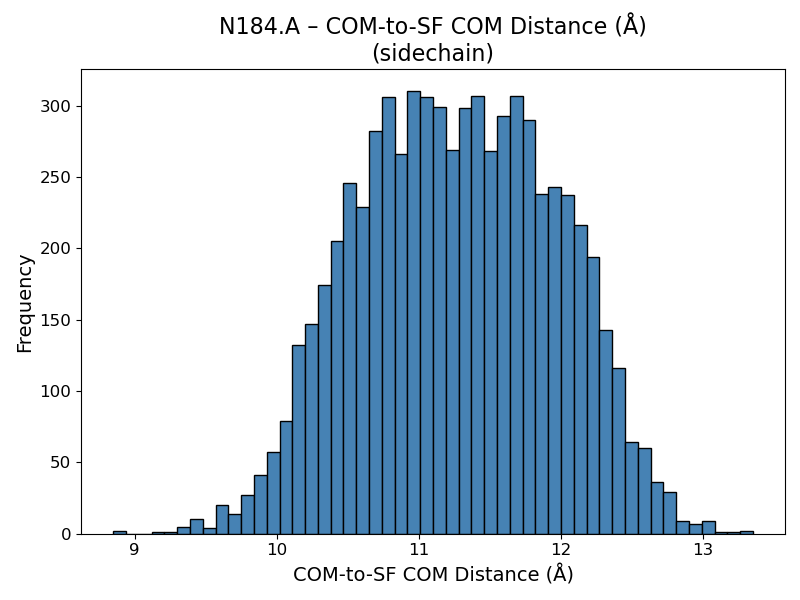 N184.A – COM-to-SF COM Distance (Å)
(sidechain)
300
250
200
150
100
50
0
Frequency
9 10 11 12 13
COM-to-SF COM Distance (Å)